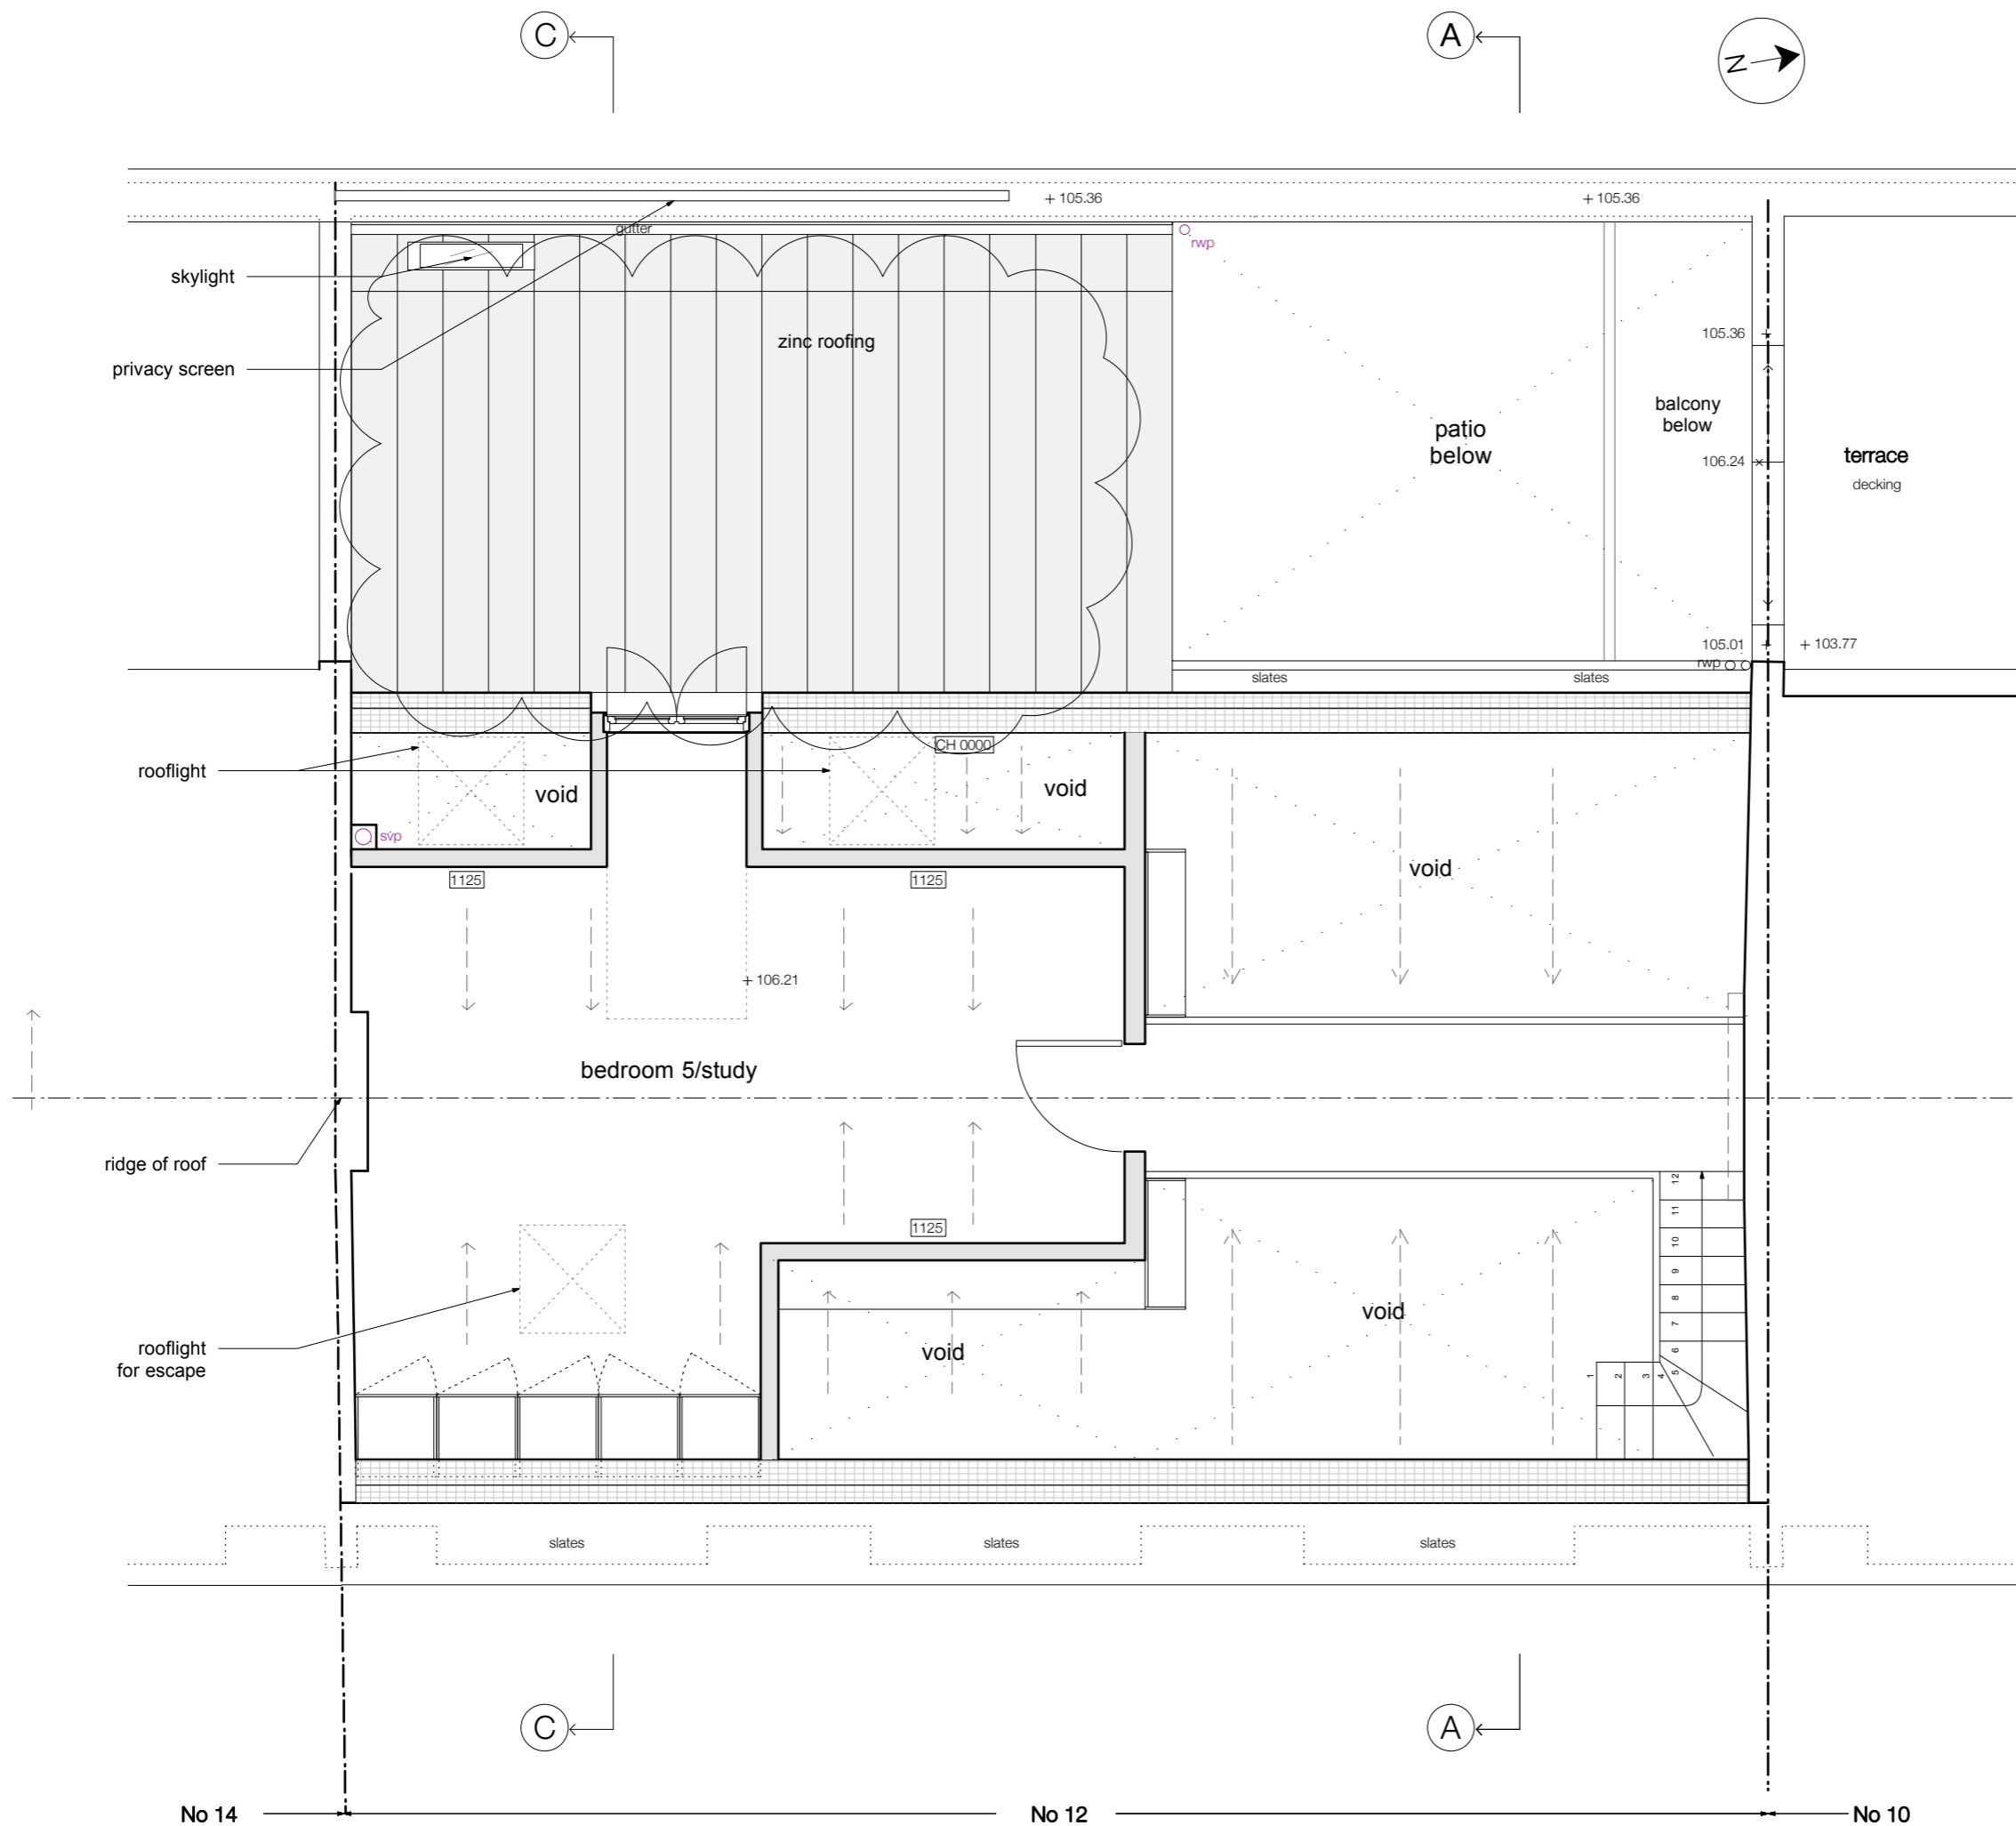 C
A
N
+ 105.36
+ 105.36
gutter
rwp
skylight
zinc roofing
105.36
privacy screen
balcony
below
patio
below
106.24
terrace
decking
105.01
+ 103.77
rwp
slates
slates
CH 0000
rooflight
void
void
svp
void
1125
1125
+ 106.21
bedroom 5/study
ridge of roof
12
11
10
9
8
7
6
5
4
3
2
1
1125
void
rooflight
for escape
void
slates
slates
slates
C
A
No 14
No 12
No 10